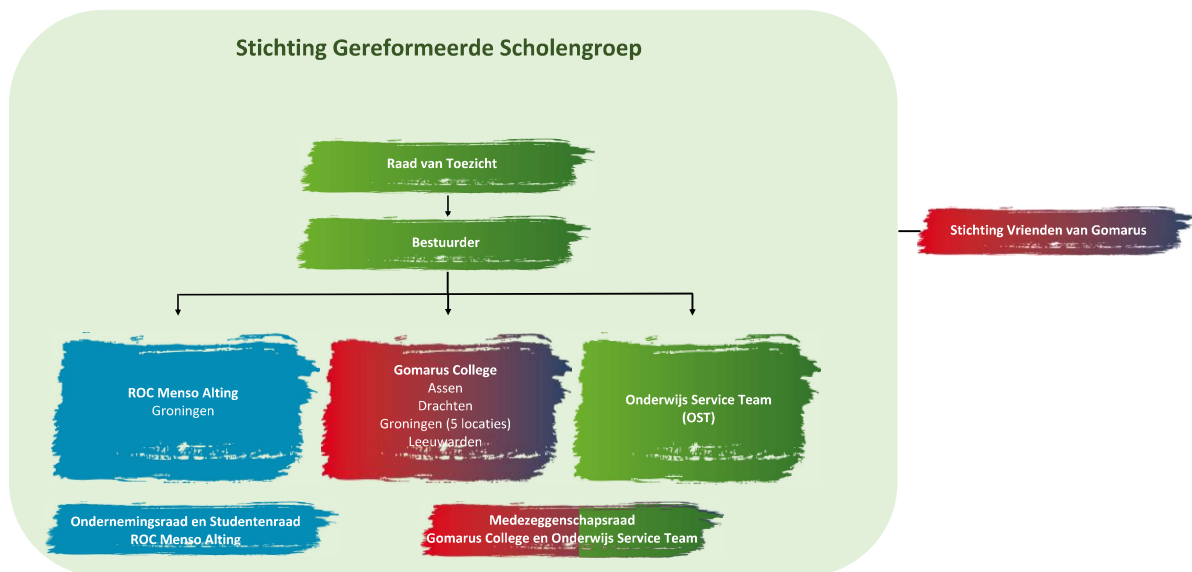 Stichting Gereformeerde Scholengroep
Raad van Toezicht
Bestuurder
Stichting Vrienden van Gomarus
ROC Menso Alting
Groningen
Gomarus College
Assen
Drachten
Groningen (5 locaties)
Leeuwarden
Onderwijs Service Team
(OST)
Ondernemingsraad en Studentenraad
ROC Menso Alting
Medezeggenschapsraad
Gomarus College en Onderwijs Service Team